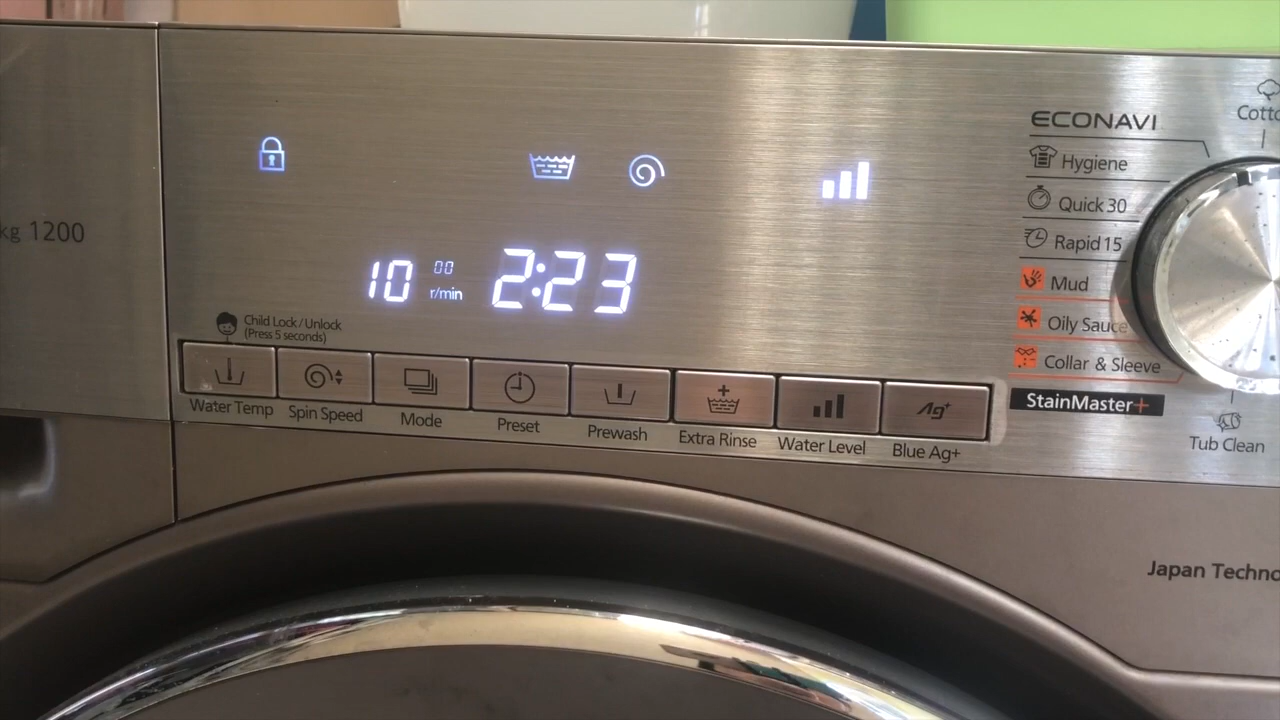 ECONAVI
Hygiene
Quick 30
Rapid 15
Mud
Oily Sauce
Collar & Sleeve
StainMaster+
Tub Clean
kg 1200
10 00 r/min 2:23
Child Lock/Unlock
(Press 5 seconds)
Water Temp
Spin Speed
Mode
Preset
Prewash
Extra Rinse
Water Level
Ag+
Blue Ag+
Japan